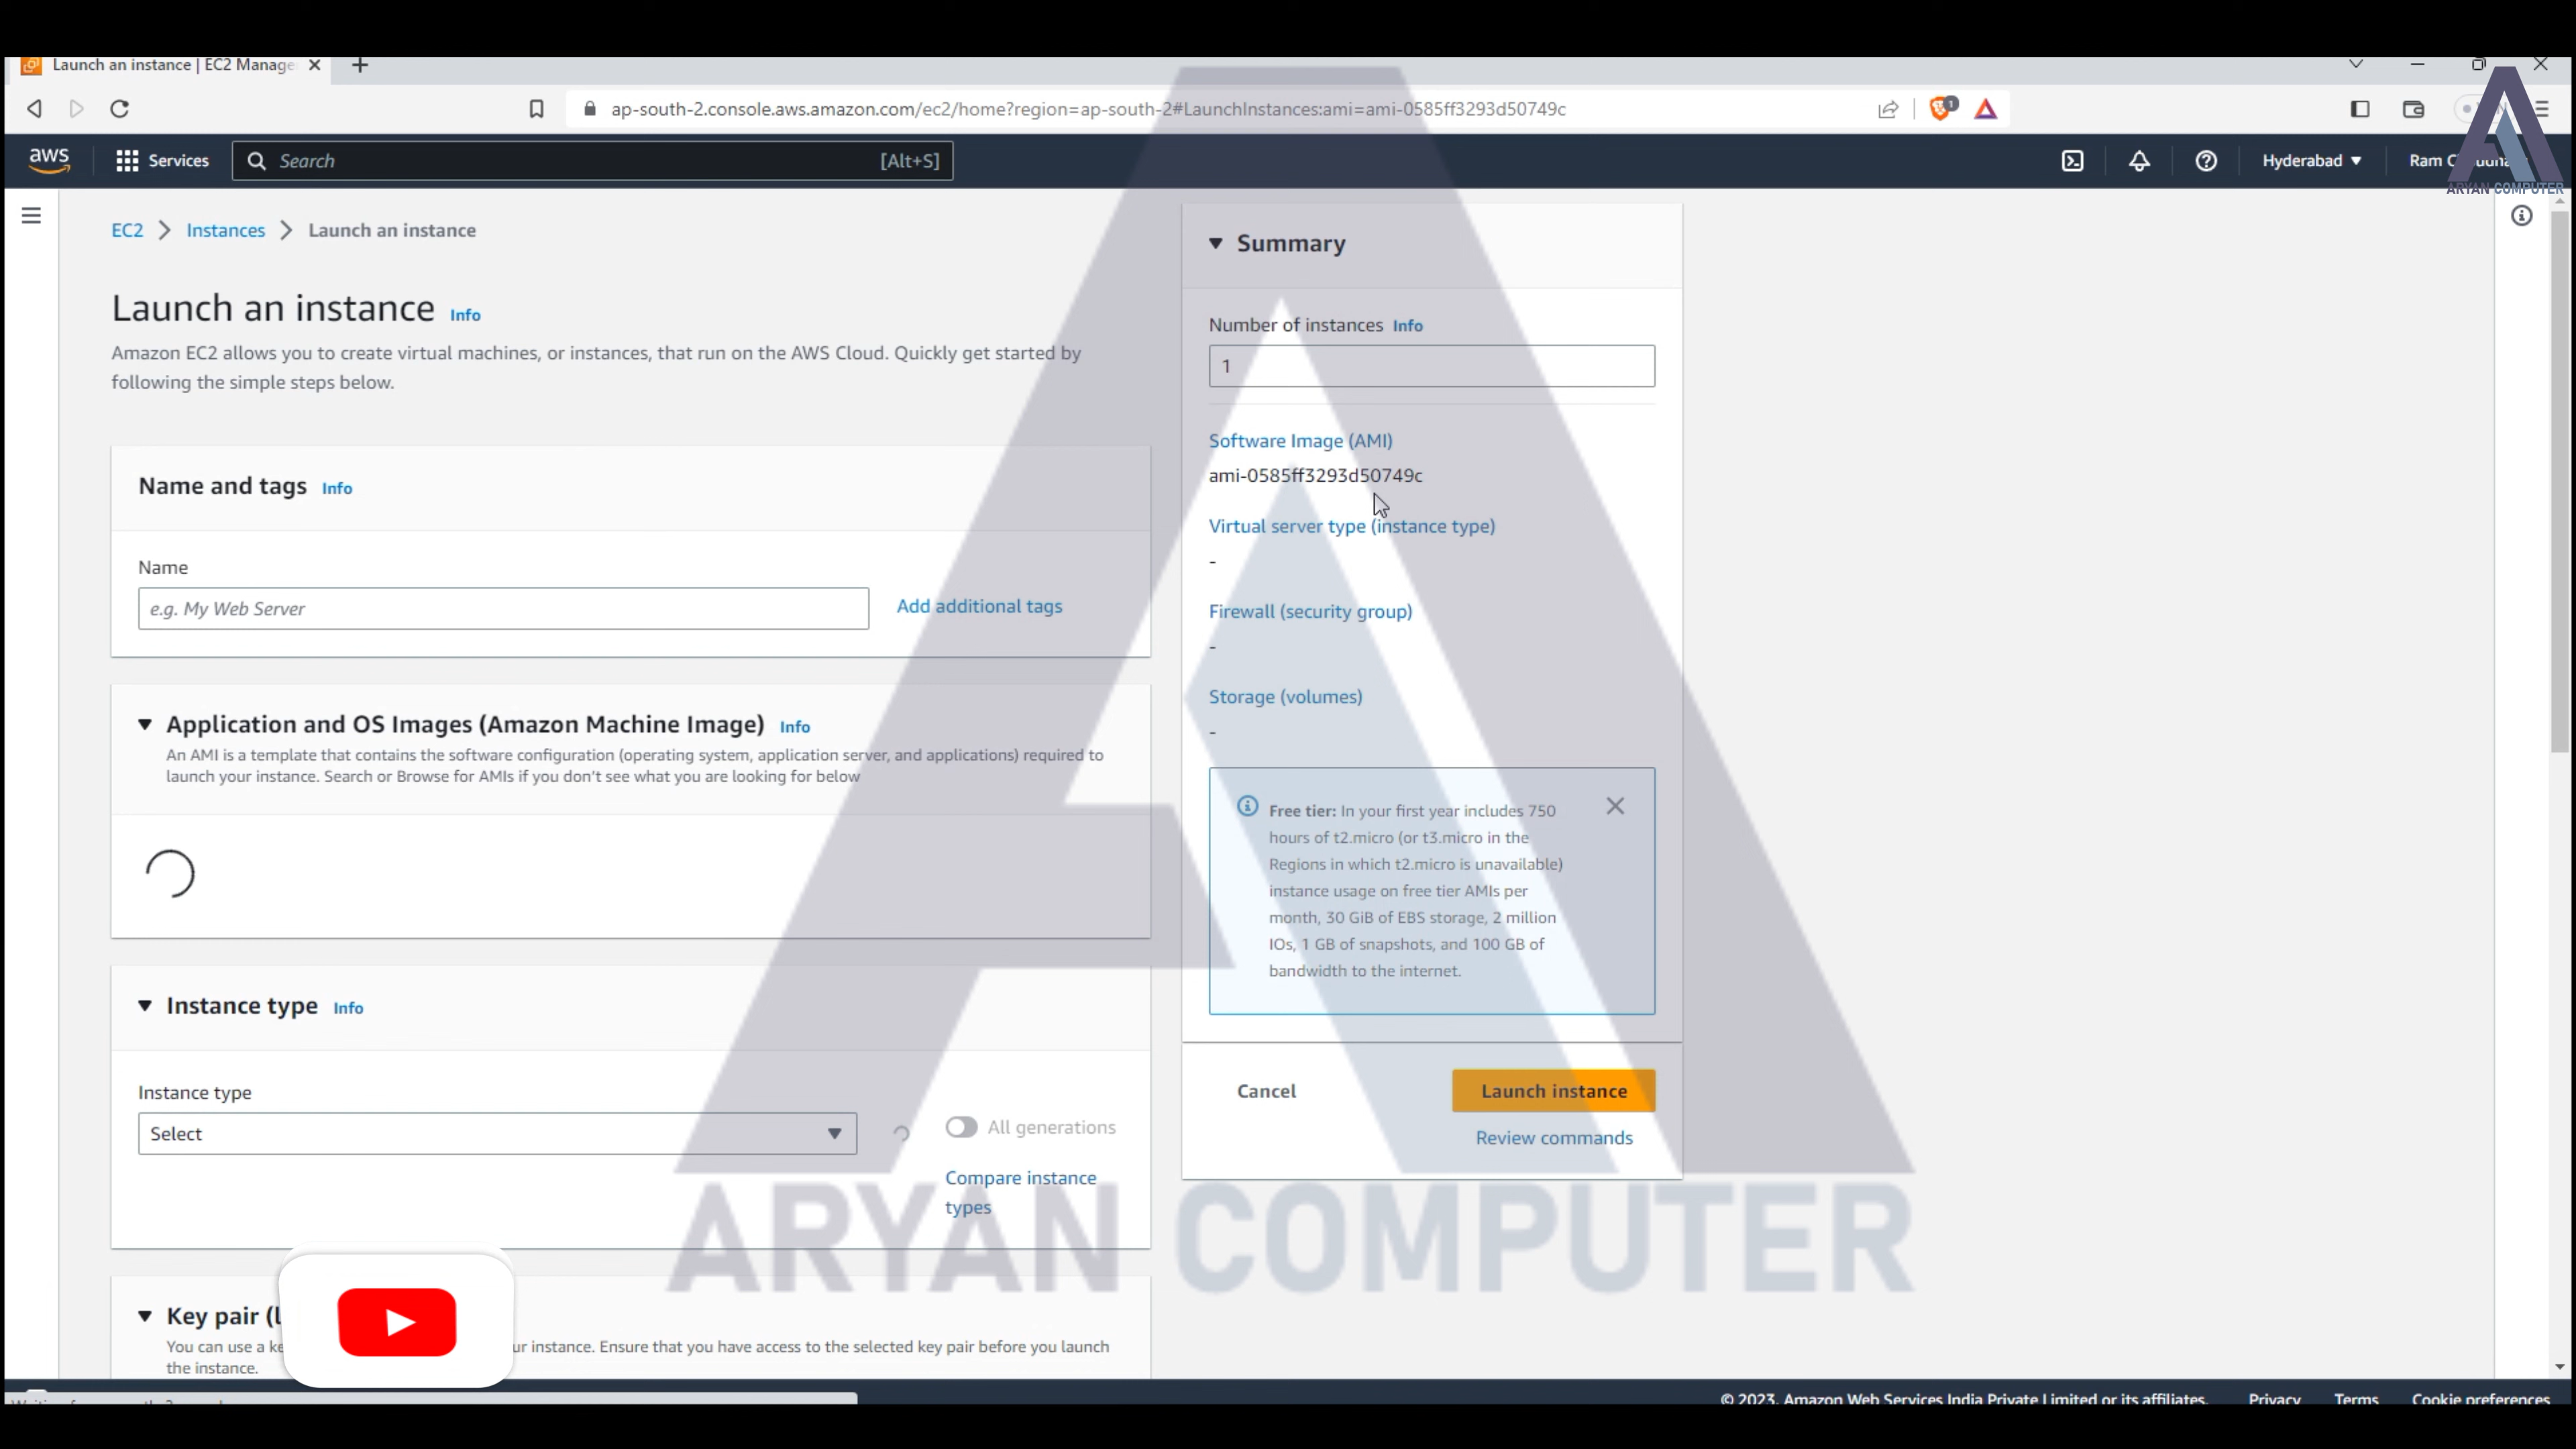 Launch an instance | EC2 Manage
ap-south-2.console.aws.amazon.com/ec2/home?region=ap-south-2#LaunchInstances:ami=ami-0585ff3293d50749c
1
aws
Services
Search
[Alt+S]
Hyderabad
Ram
ARYAN COMPUTER
EC2
Instances
Launch an instance
Launch an instance Info
Amazon EC2 allows you to create virtual machines, or instances, that run on the AWS Cloud. Quickly get started by
following the simple steps below.
Name and tags Info
Name
e.g. My Web Server
Add additional tags
Application and OS Images (Amazon Machine Image) Info
An AMI is a template that contains the software configuration (operating system, application server, and applications) required to
launch your instance. Search or Browse for AMIs if you don't see what you are looking for below
Instance type Info
Instance type
Select
All generations
Compare instance
types
Key pair (l
You can use a ke
ur instance. Ensure that you have access to the selected key pair before you launch
the instance.
Summary
Number of instances Info
1
Software Image (AMI)
ami-0585ff3293d50749c
Virtual server type (instance type)
-
Firewall (security group)
-
Storage (volumes)
-
Free tier: In your first year includes 750
hours of t2.micro (or t3.micro in the
Regions in which t2.micro is unavailable)
instance usage on free tier AMIs per
month, 30 GiB of EBS storage, 2 million
IOs, 1 GB of snapshots, and 100 GB of
bandwidth to the internet.
Cancel
Launch instance
Review commands
ARYAN COMPUTER
© 2023, Amazon Web Services India Private Limited or its affiliates.
Privacy
Terms
Cookie preferences